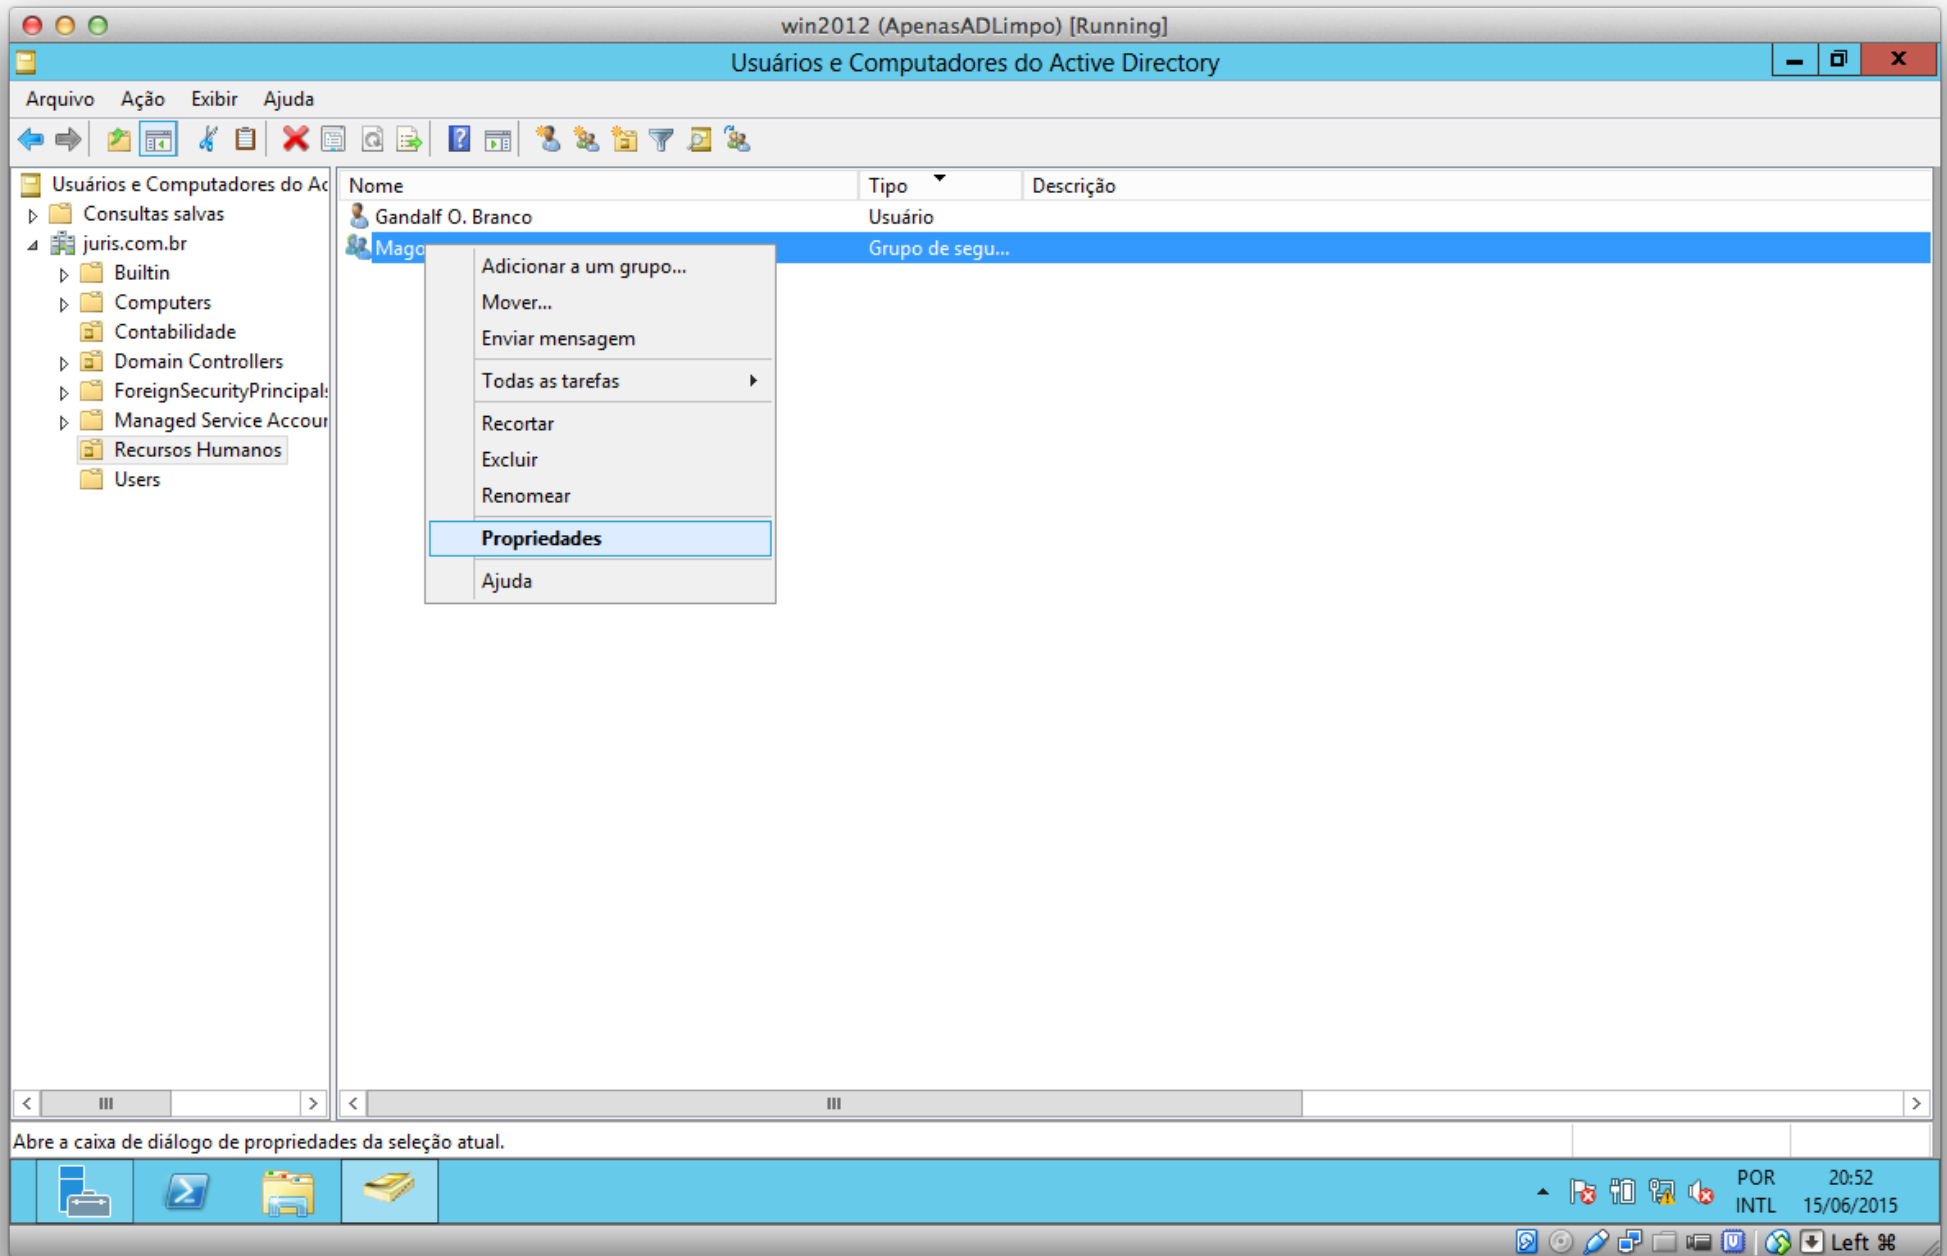 win2012 (ApenasADLimpo) [Running]
Usuários e Computadores do Active Directory
Arquivo Ação Exibir Ajuda
Usuários e Computadores do Ac
Consultas salvas
juris.com.br
Builtin
Computers
Contabilidade
Domain Controllers
ForeignSecurityPrincipals
Managed Service Accour
Recursos Humanos
Users
Nome Tipo Descrição
Gandalf O. Branco Usuário
Mago Grupo de segu...
Adicionar a um grupo...
Mover...
Enviar mensagem
Todas as tarefas
Recortar
Excluir
Renomear
Propriedades
Ajuda
Abre a caixa de diálogo de propriedades da seleção atual.
POR 20:52
INTL 15/06/2015
Left ⌘